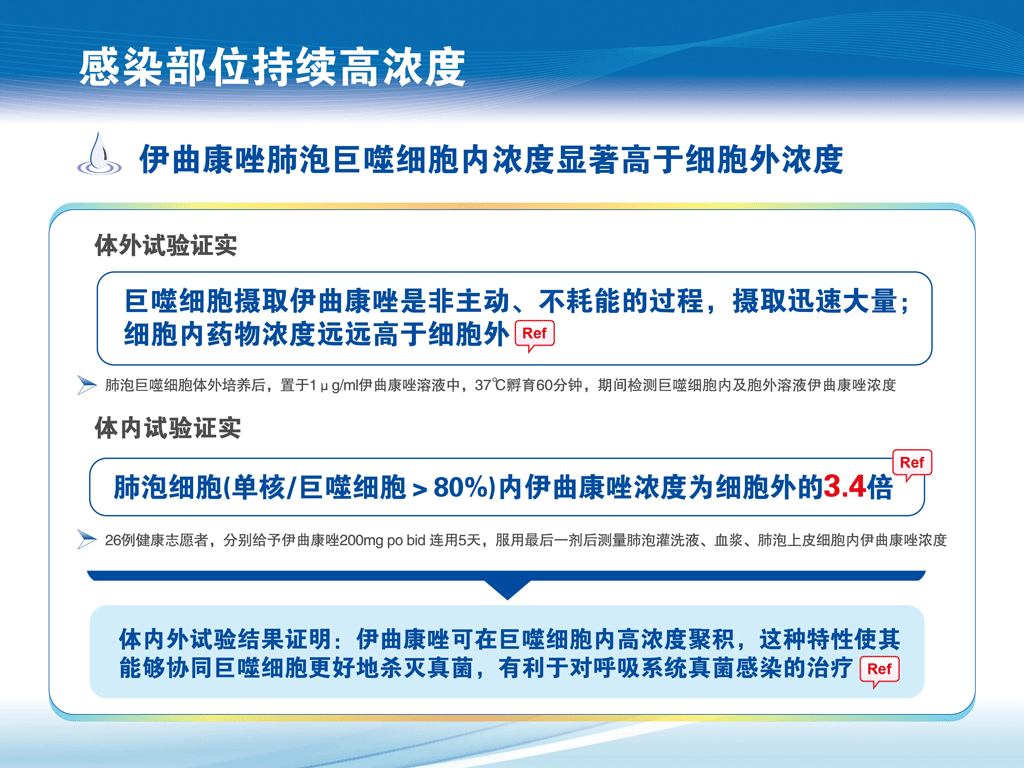 感染部位持续高浓度
伊曲康唑肺泡巨噬细胞内浓度显著高于细胞外浓度
体外试验证实
巨噬细胞摄取伊曲康唑是非主动、不耗能的过程，摄取迅速大量；
细胞内药物浓度远远高于细胞外 Ref
肺泡巨噬细胞体外培养后，置于1μg/ml伊曲康唑溶液中，37℃孵育60分钟，期间检测巨噬细胞内及胞外溶液伊曲康唑浓度
体内试验证实
Ref
肺泡细胞(单核/巨噬细胞＞80%)内伊曲康唑浓度为细胞外的3.4倍
26例健康志愿者，分别给予伊曲康唑200mg po bid 连用5天，服用最后一剂后测量肺泡灌洗液、血浆、肺泡上皮细胞内伊曲康唑浓度
体内外试验结果证明：伊曲康唑可在巨噬细胞内高浓度聚积，这种特性使其
能够协同巨噬细胞更好地杀灭真菌，有利于对呼吸系统真菌感染的治疗 Ref